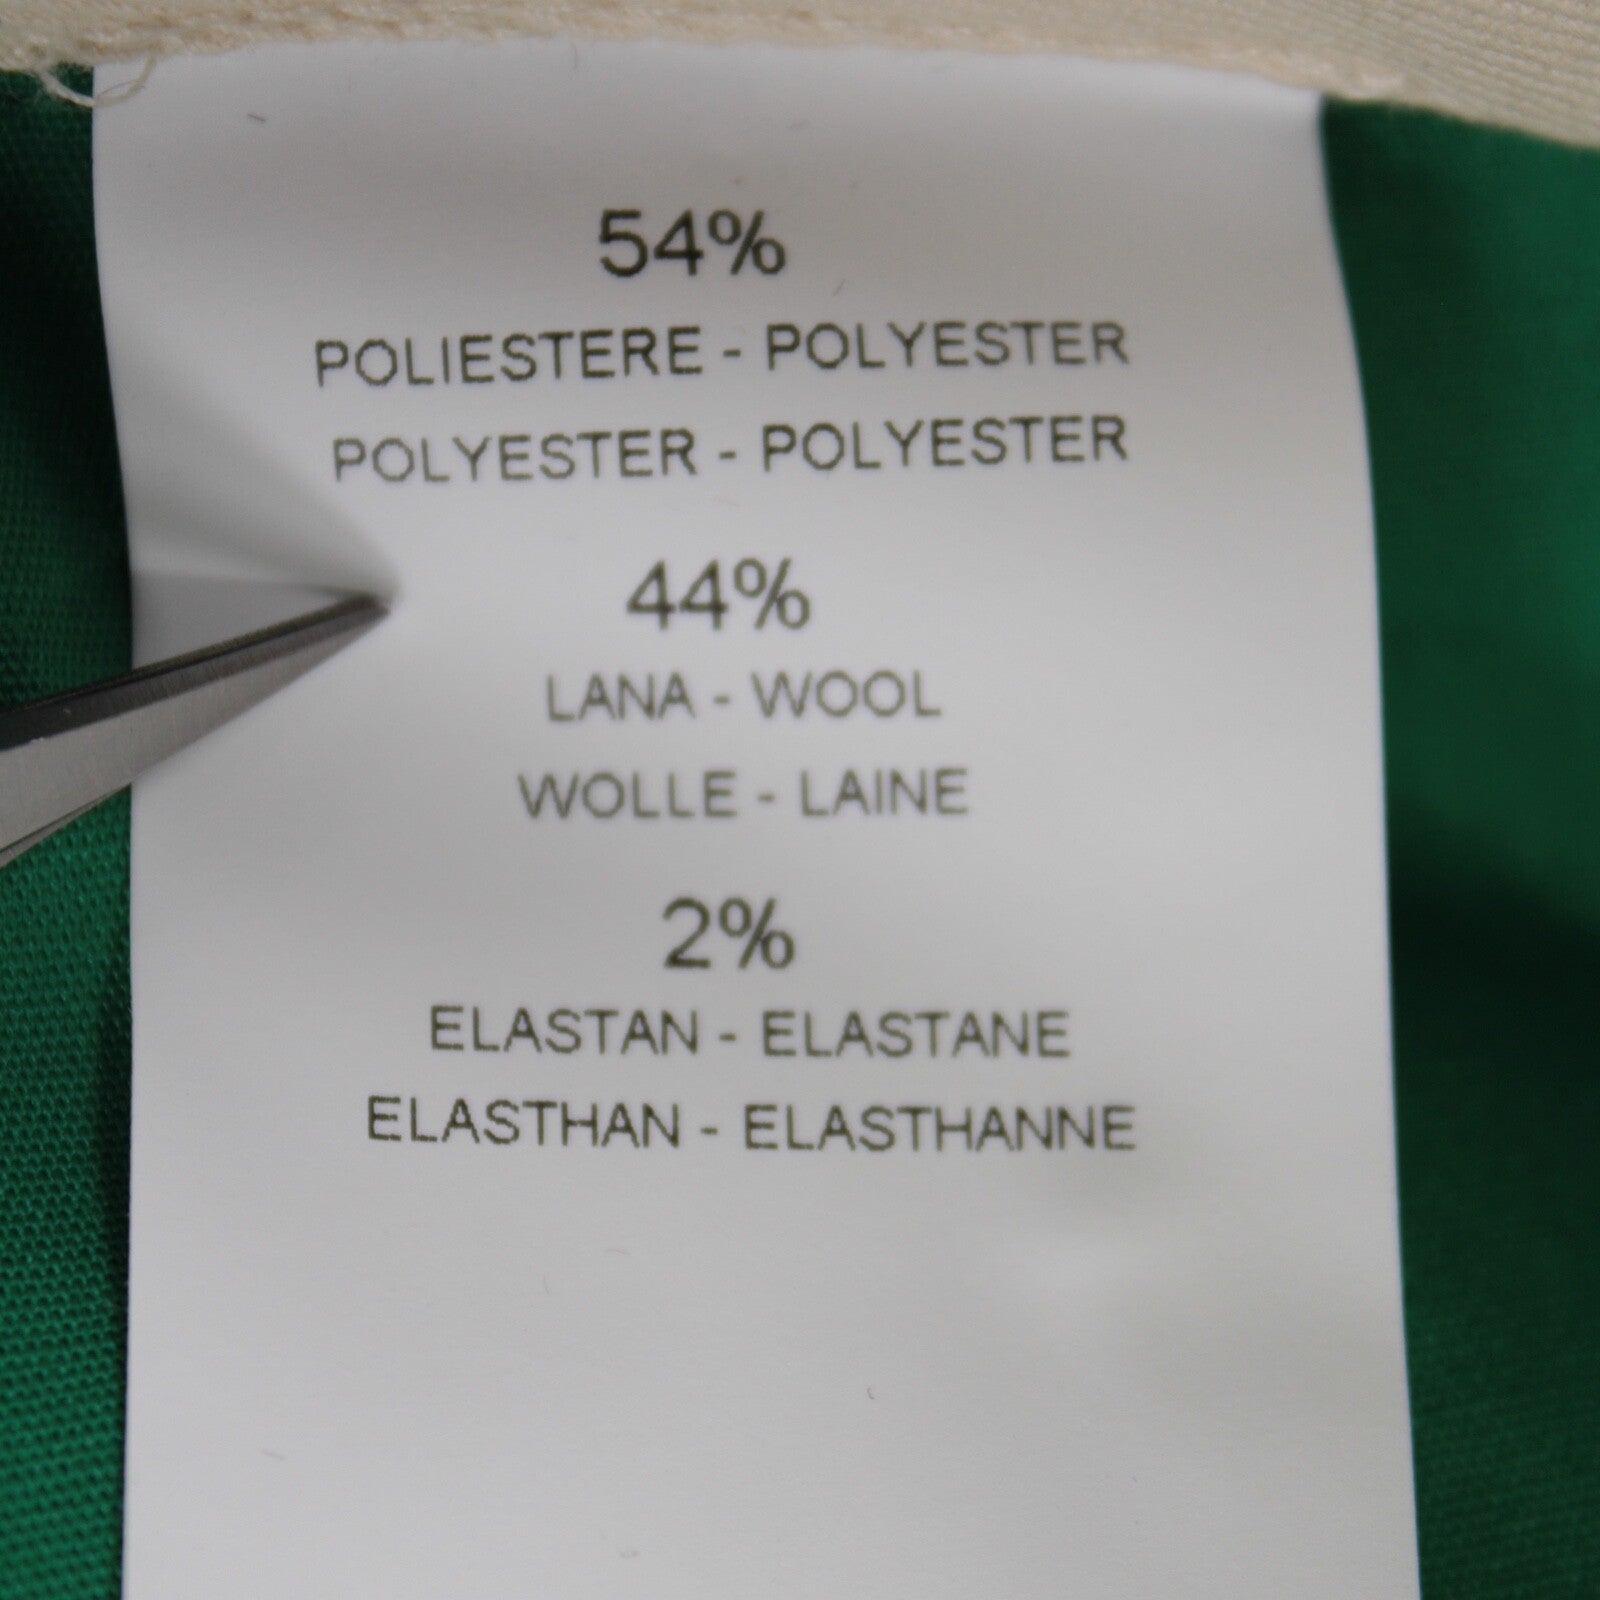 54%
POLIESTERE - POLYESTER
POLYESTER - POLYESTER
44%
LANA - WOOL
WOLLE - LAINE
2%
ELASTAN - ELASTANE
ELASTHAN - ELASTHANNE